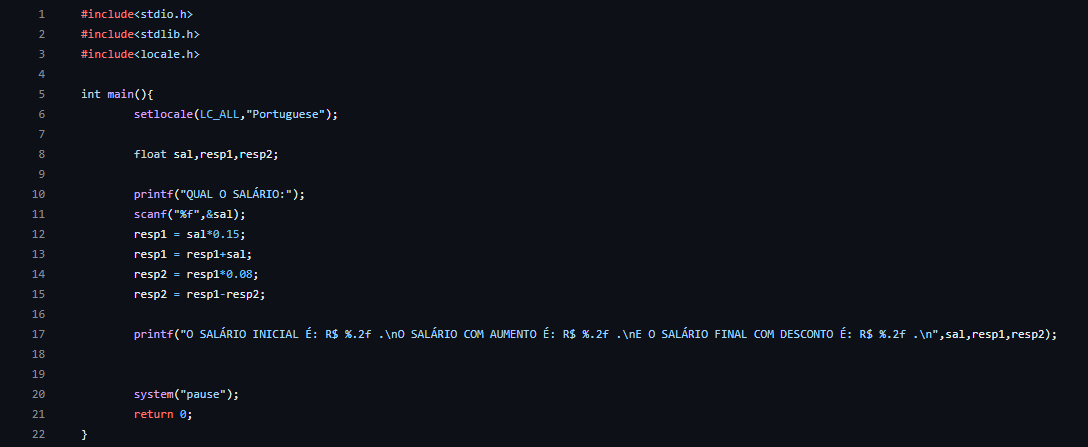 1 #include<stdio.h>
2 #include<stdlib.h>
3 #include<locale.h>
4
5 int main(){
6 setlocale(LC_ALL,"Portuguese");
7
8 float sal,resp1,resp2;
9
10 printf("QUAL O SALÁRIO:");
11 scanf("%f",&sal);
12 resp1 = sal*0.15;
13 resp1 = resp1+sal;
14 resp2 = resp1*0.08;
15 resp2 = resp1-resp2;
16
17 printf("O SALÁRIO INICIAL É: R$ %.2f .\nO SALÁRIO COM AUMENTO É: R$ %.2f .\nE O SALÁRIO FINAL COM DESCONTO É: R$ %.2f .\n",sal,resp1,resp2);
18
19
20 system("pause");
21 return 0;
22 }